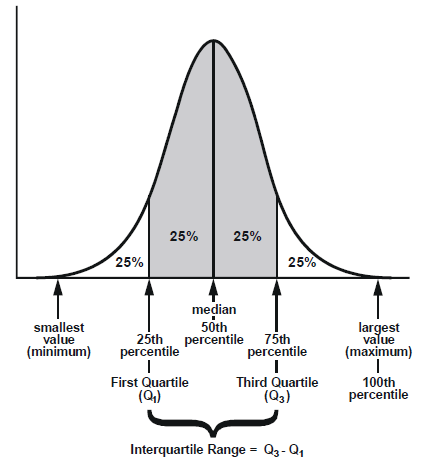 25%
25%
25%
25%
smallest
value
(minimum)
25th
percentile
First Quartile
(Q1)
median
50th
percentile
75th
percentile
Third Quartile
(Q3)
largest
value
(maximum)
100th
percentile
Interquartile Range = Q3 - Q1